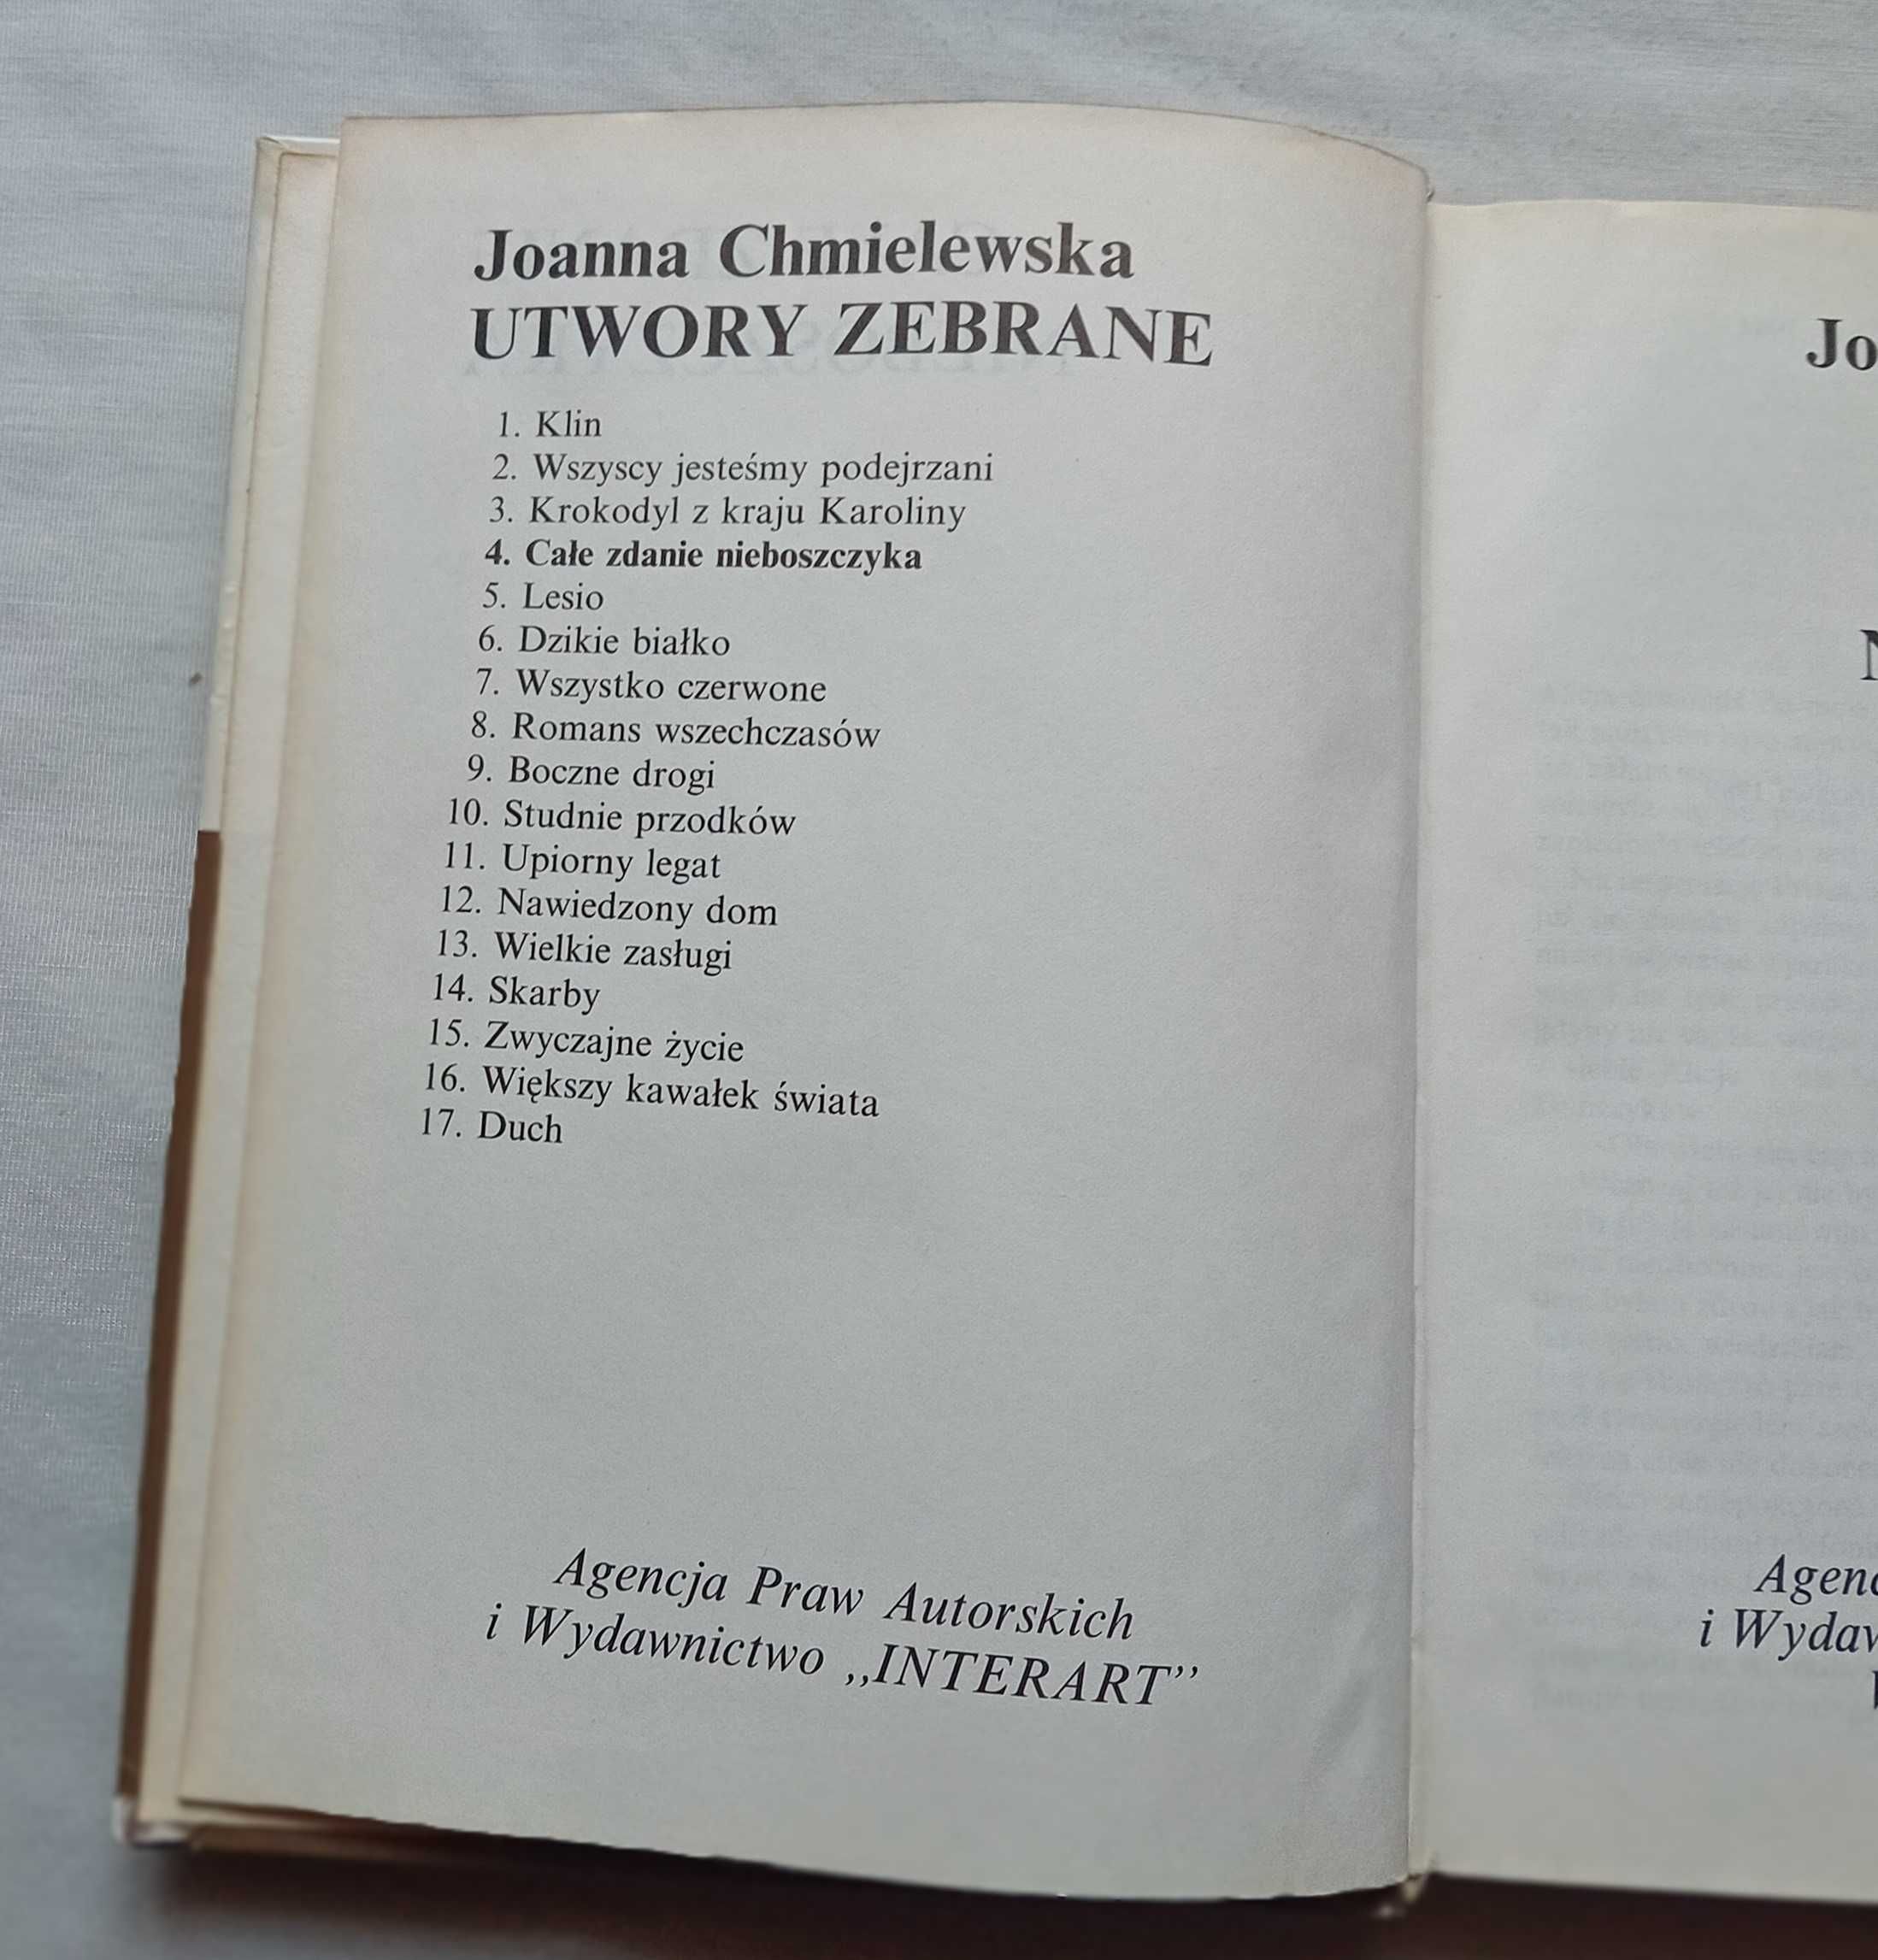 Joanna Chmielewska
UTWORY ZEBRANE
1. Klin
2. Wszyscy jesteśmy podejrzani
3. Krokodyl z kraju Karoliny
4. Całe zdanie nieboszczyka
5. Lesio
6. Dzikie białko
7. Wszystko czerwone
8. Romans wszechczasów
9. Boczne drogi
10. Studnie przodków
11. Upiorny legat
12. Nawiedzony dom
13. Wielkie zasługi
14. Skarby
15. Zwyczajne życie
16. Większy kawałek świata
17. Duch
Agencja Praw Autorskich
i Wydawnictwo ,,INTERART”
Jo
N
Agenc
i Wydaw